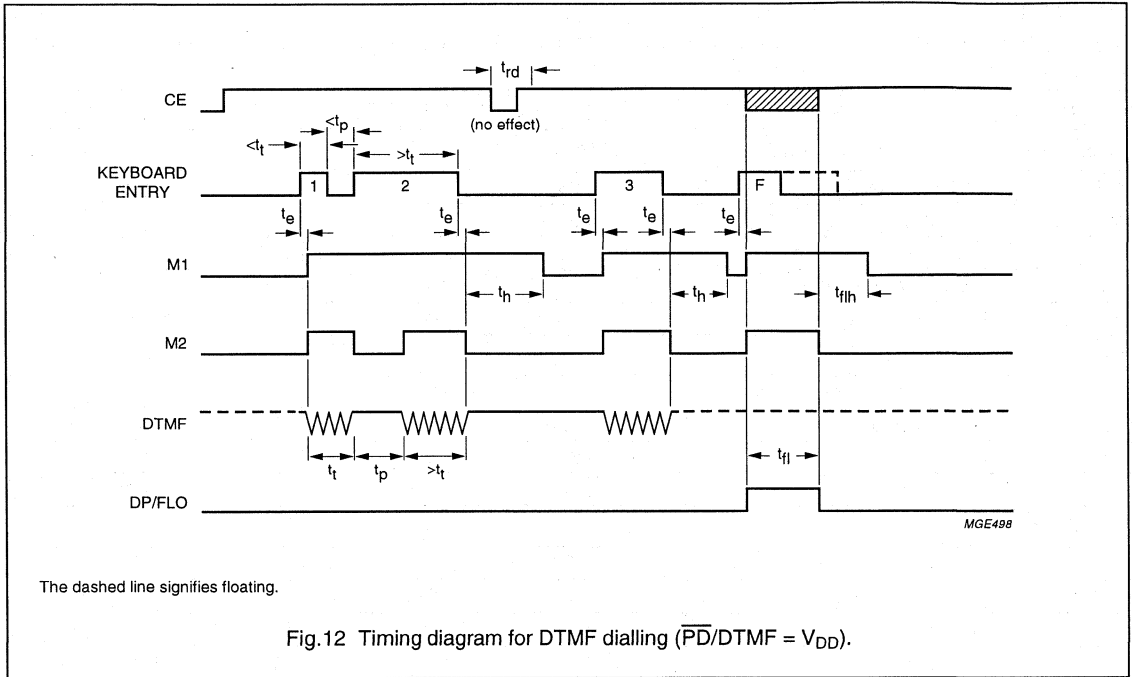 t_rd
CE
(no effect)
<t_p
<t_t
>t_t
KEYBOARD
ENTRY
1
2
3
F
t_e
t_e
t_e
t_e
t_e
M1
t_h
t_h
t_flh
M2
DTMF
t_t
t_p
>t_t
t_fl
DP/FLO
MGE498
The dashed line signifies floating.
Fig.12 Timing diagram for DTMF dialling (P̅D̅/DTMF = V_DD).